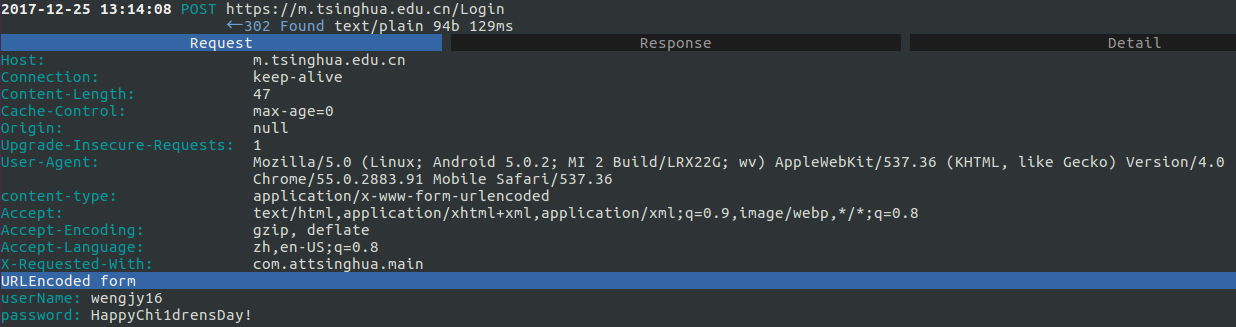 2017-12-25 13:14:08 POST https://m.tsinghua.edu.cn/Login
←302 Found text/plain 94b 129ms
Request Response Detail
Host: m.tsinghua.edu.cn
Connection: keep-alive
Content-Length: 47
Cache-Control: max-age=0
Origin: null
Upgrade-Insecure-Requests: 1
User-Agent: Mozilla/5.0 (Linux; Android 5.0.2; MI 2 Build/LRX22G; wv) AppleWebKit/537.36 (KHTML, like Gecko) Version/4.0
Chrome/55.0.2883.91 Mobile Safari/537.36
content-type: application/x-www-form-urlencoded
Accept: text/html,application/xhtml+xml,application/xml;q=0.9,image/webp,*/*;q=0.8
Accept-Encoding: gzip, deflate
Accept-Language: zh,en-US;q=0.8
X-Requested-With: com.attsinghua.main
URLEncoded form
userName: wengjy16
password: HappyChi1drensDay!